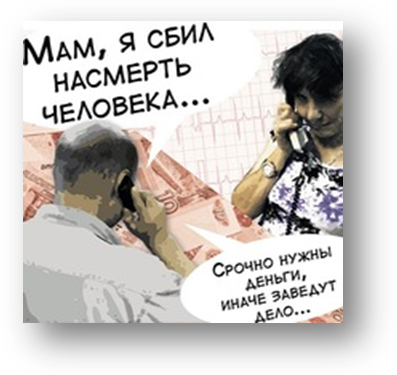 Мам, я сбил
насмерть
человека...
Срочно нужны
деньги,
иначе заведут
дело...